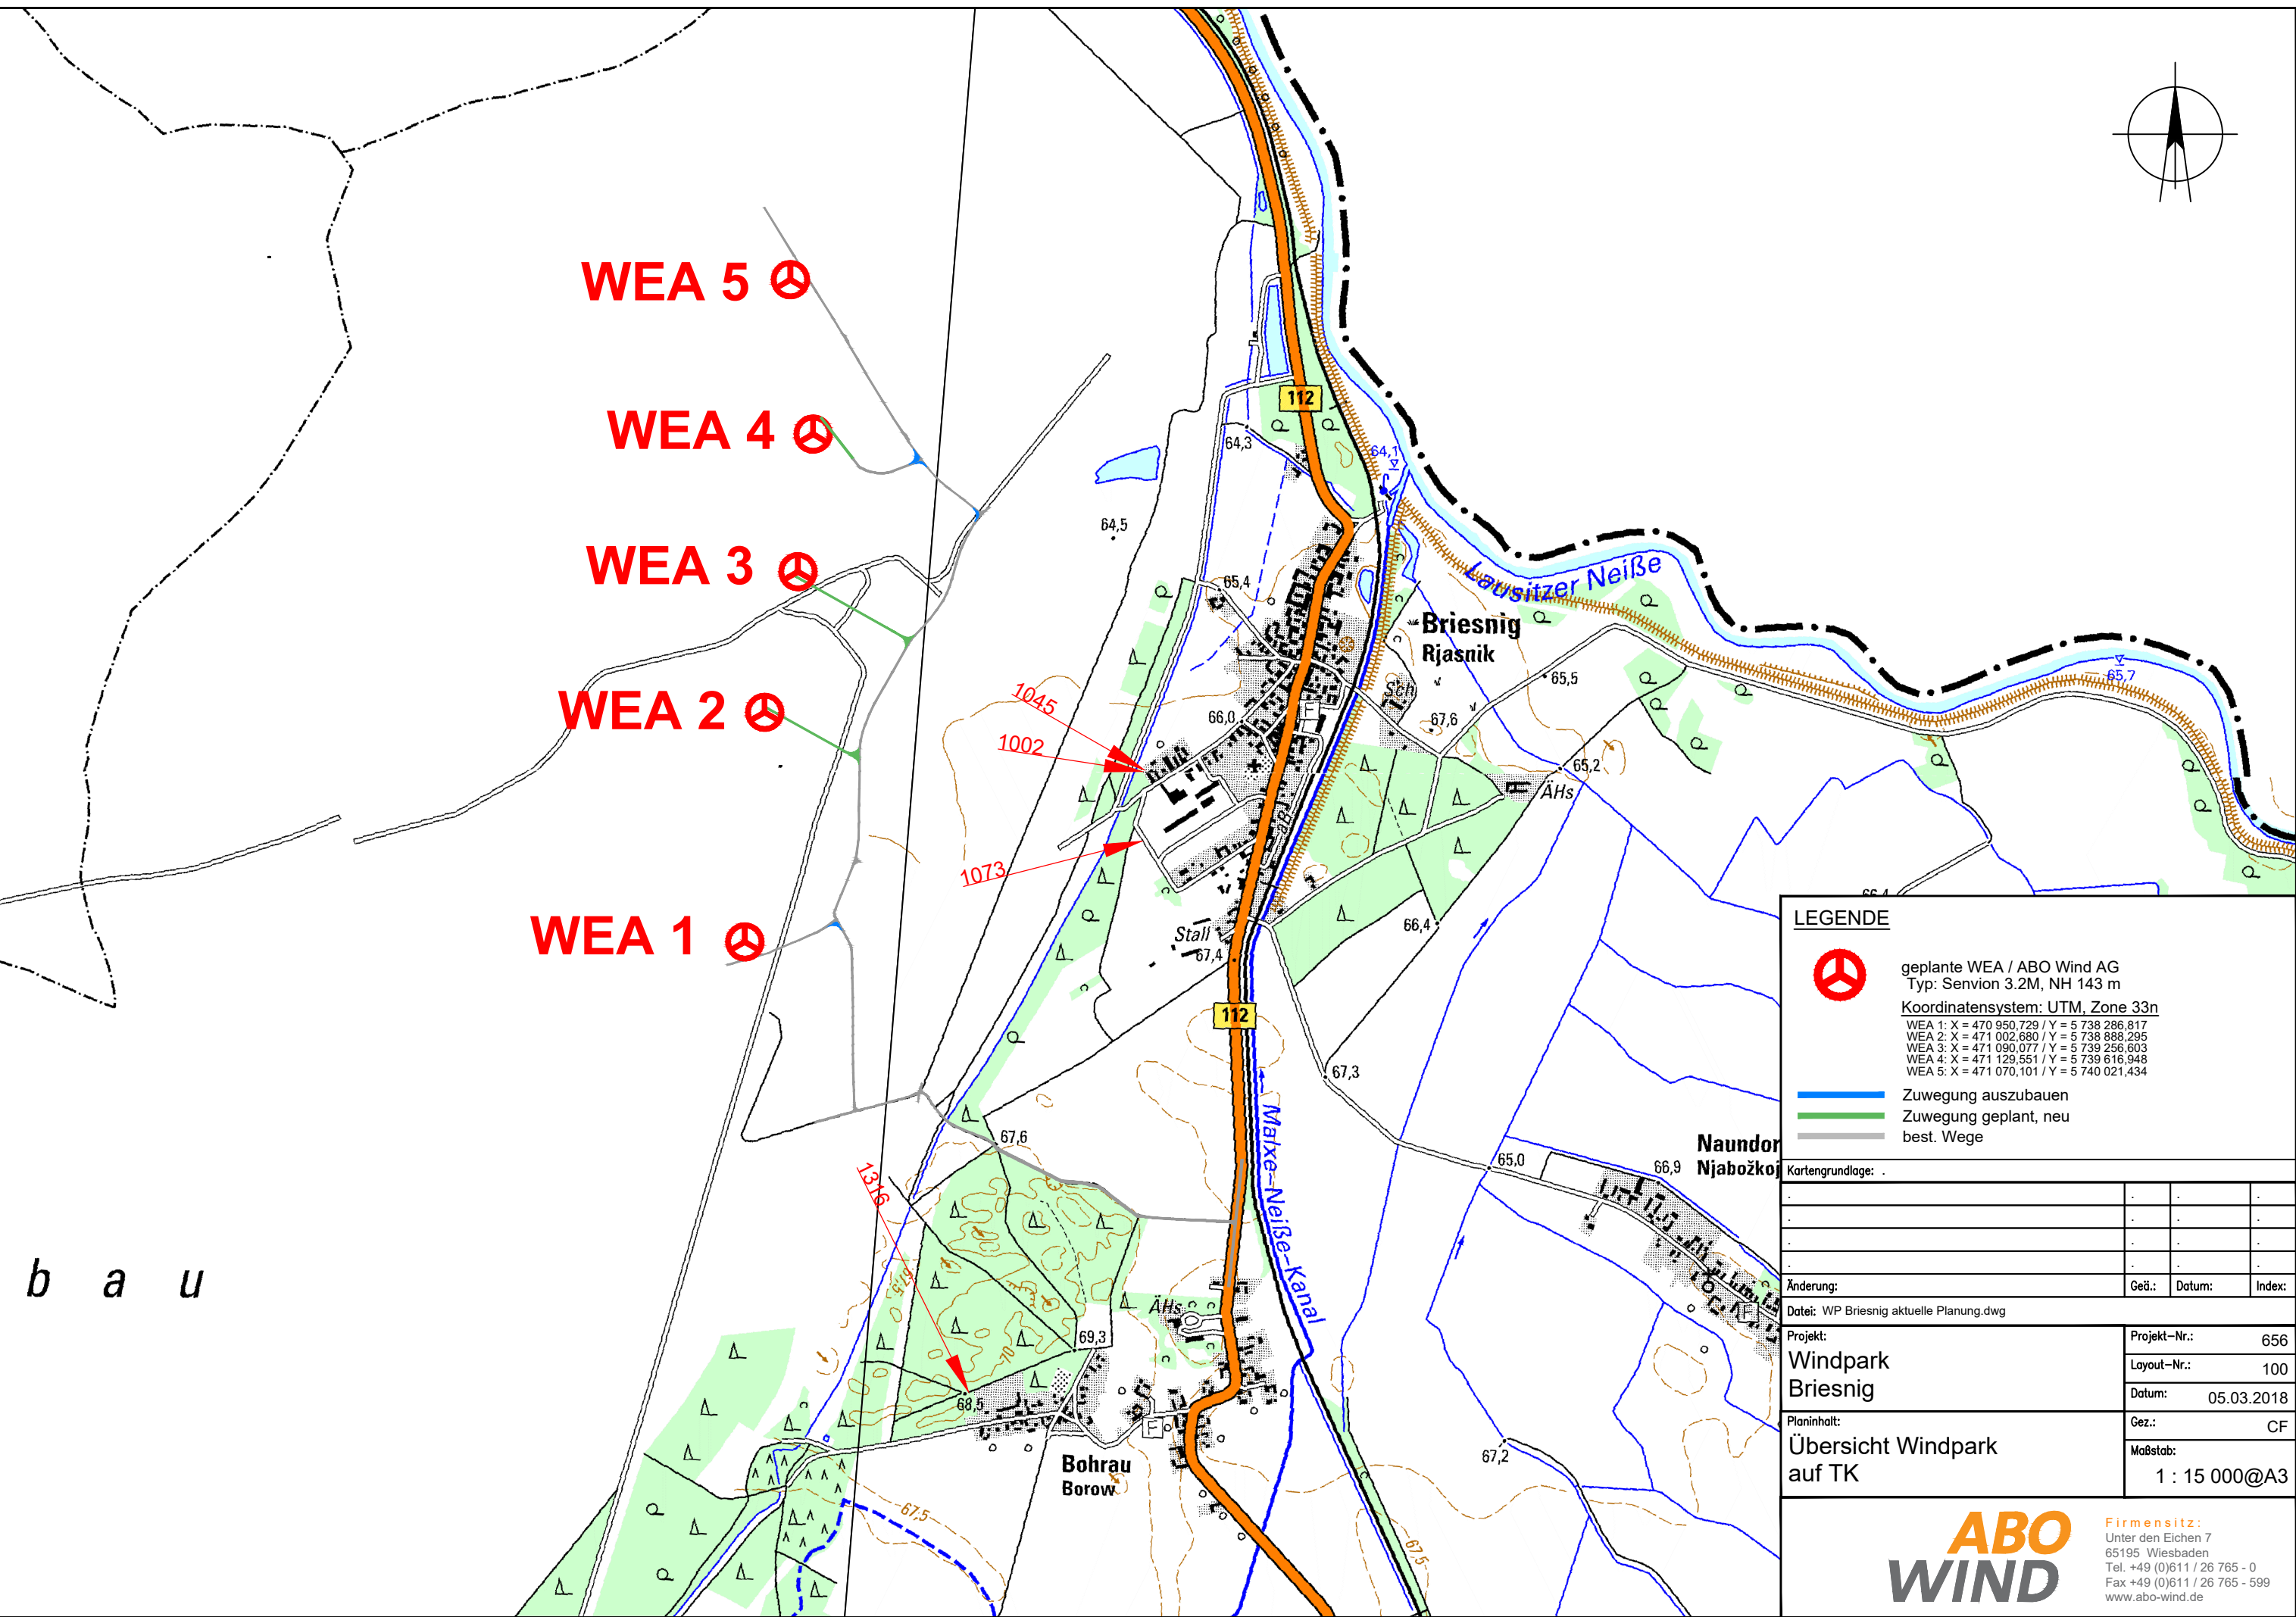 WEA 5
WEA 4
WEA 3
WEA 2
WEA 1
112
64,3
64,1
64,5
65,4
Lausitzer Neiße
Briesnig
Rjasnik
65,5
65,7
Sch
67,6
66,0
1045
1002
1073
65,2
ÄHs
66,4
66,4
Stall
67,4
112
67,3
67,6
Malxe–Neiße–Kanal
65,0
66,9
Naundor
Njabožkoj
1316
67,5
ÄHs
69,3
70
68,5
Bohrau
Borow
67,2
67,5
67,5
b a u
LEGENDE
geplante WEA / ABO Wind AG
Typ: Senvion 3.2M, NH 143 m
Koordinatensystem: UTM, Zone 33n
WEA 1: X = 470 950,729 / Y = 5 738 286,817
WEA 2: X = 471 002,680 / Y = 5 738 888,295
WEA 3: X = 471 090,077 / Y = 5 739 256,603
WEA 4: X = 471 129,551 / Y = 5 739 616,948
WEA 5: X = 471 070,101 / Y = 5 740 021,434
Zuwegung auszubauen
Zuwegung geplant, neu
best. Wege
Kartengrundlage: .
Änderung: Geä.: Datum: Index:
Datei: WP Briesnig aktuelle Planung.dwg
Projekt:
Windpark
Briesnig
Projekt–Nr.: 656
Layout–Nr.: 100
Datum: 05.03.2018
Planinhalt:
Übersicht Windpark
auf TK
Gez.: CF
Maßstab:
1 : 15 000@A3
ABO
WIND
Firmensitz:
Unter den Eichen 7
65195 Wiesbaden
Tel. +49 (0)611 / 26 765 - 0
Fax +49 (0)611 / 26 765 - 599
www.abo-wind.de